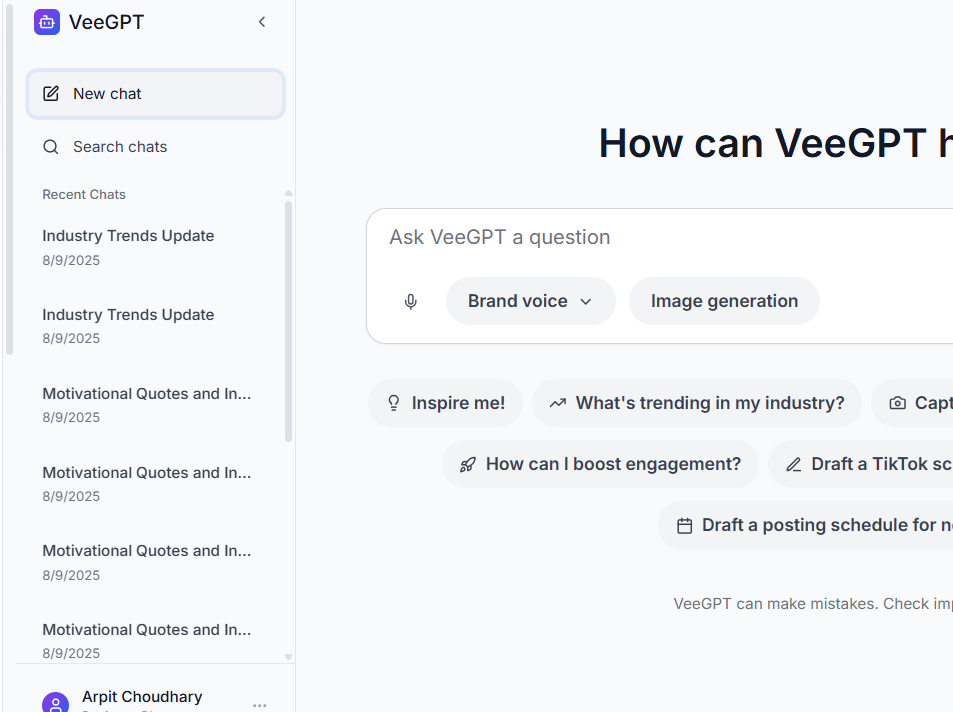 VeeGPT
New chat
Search chats
Recent Chats
Industry Trends Update
8/9/2025
Industry Trends Update
8/9/2025
Motivational Quotes and In...
8/9/2025
Motivational Quotes and In...
8/9/2025
Motivational Quotes and In...
8/9/2025
Motivational Quotes and In...
8/9/2025
Arpit Choudhary
How can VeeGPT h
Ask VeeGPT a question
Brand voice
Image generation
Inspire me!
What's trending in my industry?
Capt
How can I boost engagement?
Draft a TikTok sc
Draft a posting schedule for n
VeeGPT can make mistakes. Check imp